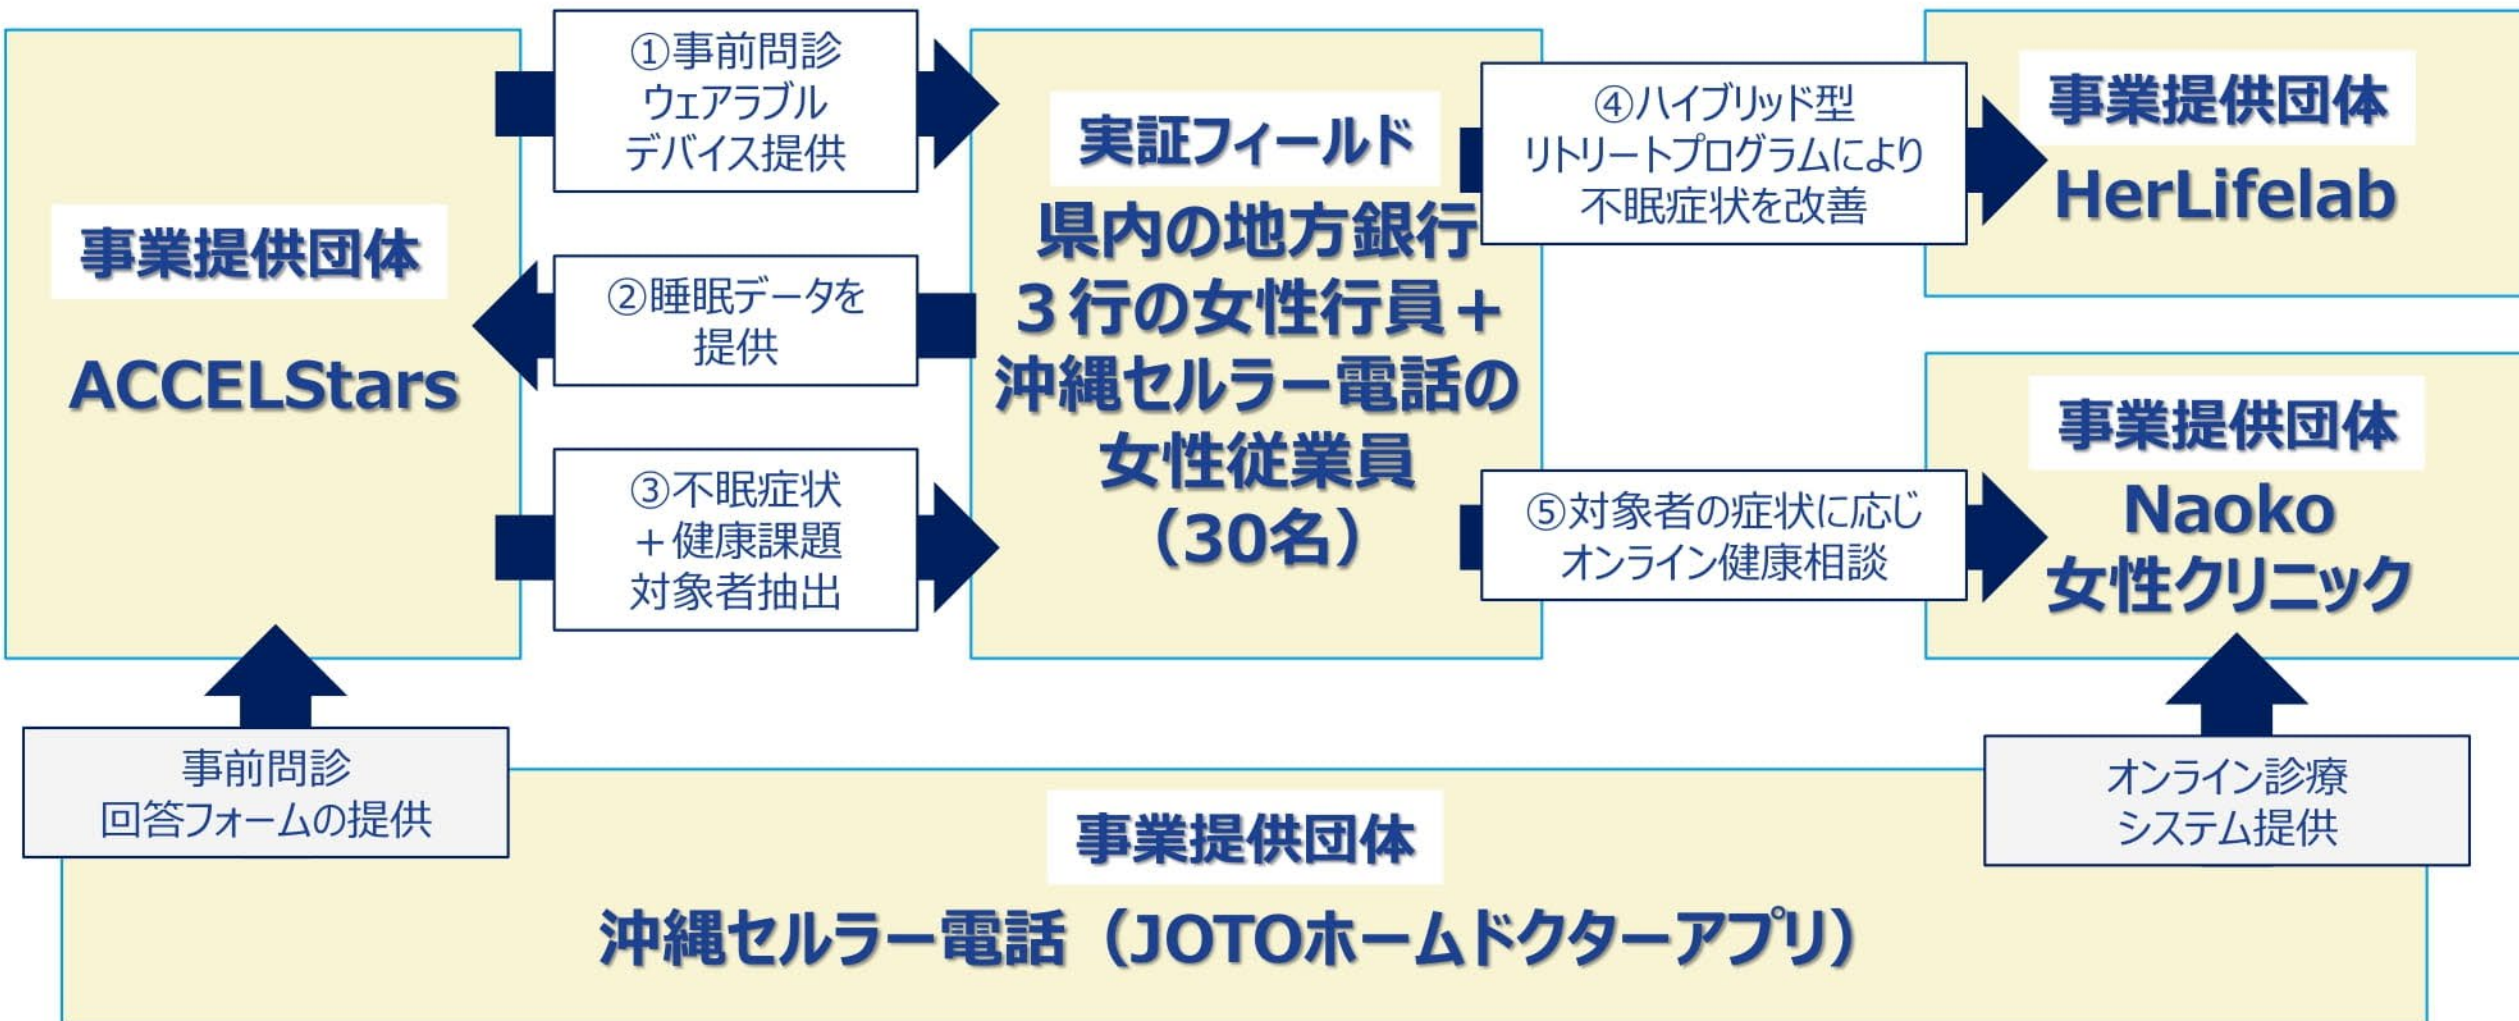 事業提供団体
ACCELStars
①事前問診
ウェアラブル
デバイス提供
②睡眠データを
提供
③不眠症状
＋健康課題
対象者抽出
実証フィールド
県内の地方銀行
３行の女性行員＋
沖縄セルラー電話の
女性従業員
（30名）
④ハイブリッド型
リトリートプログラムにより
不眠症状を改善
事業提供団体
HerLifelab
⑤対象者の症状に応じ
オンライン健康相談
事業提供団体
Naoko
女性クリニック
事前問診
回答フォームの提供
オンライン診療
システム提供
事業提供団体
沖縄セルラー電話（JOTOホームドクターアプリ）